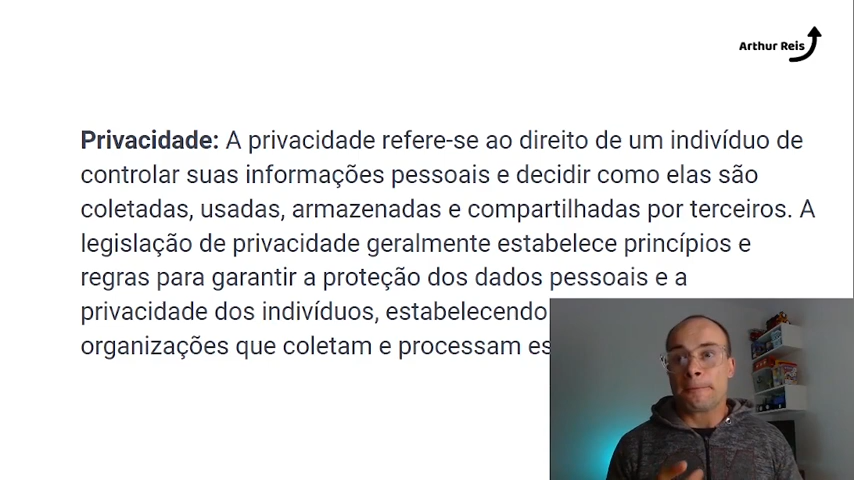 Arthur Reis
Privacidade: A privacidade refere-se ao direito de um indivíduo de
controlar suas informações pessoais e decidir como elas são
coletadas, usadas, armazenadas e compartilhadas por terceiros. A
legislação de privacidade geralmente estabelece princípios e
regras para garantir a proteção dos dados pessoais e a
privacidade dos indivíduos, estabelecendo
organizações que coletam e processam es